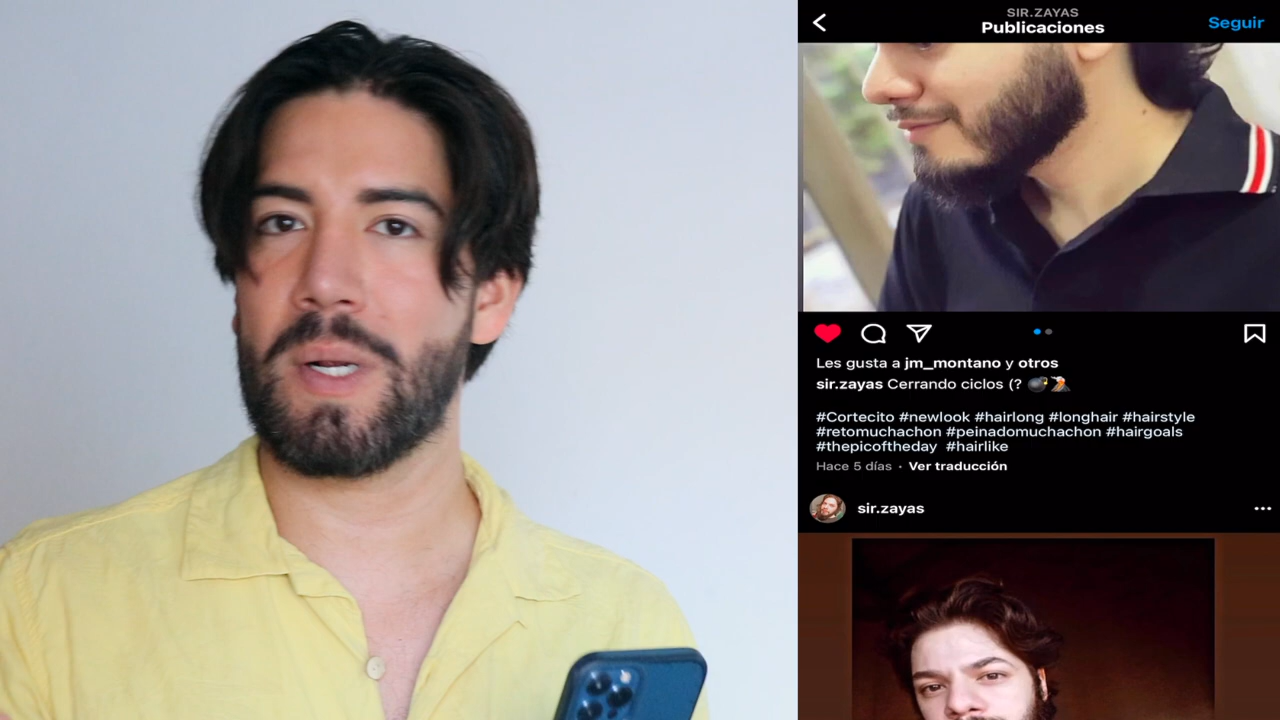 SIR.ZAYAS
Publicaciones
Seguir
Les gusta a jm_montano y otros
sir.zayas Cerrando ciclos (? 💣🌋
#Cortecito #newlook #hairlong #longhair #hairstyle
#retomuchachon #peinadomuchachon #hairgoals
#thepicoftheday #hairlike
Hace 5 días · Ver traducción
sir.zayas